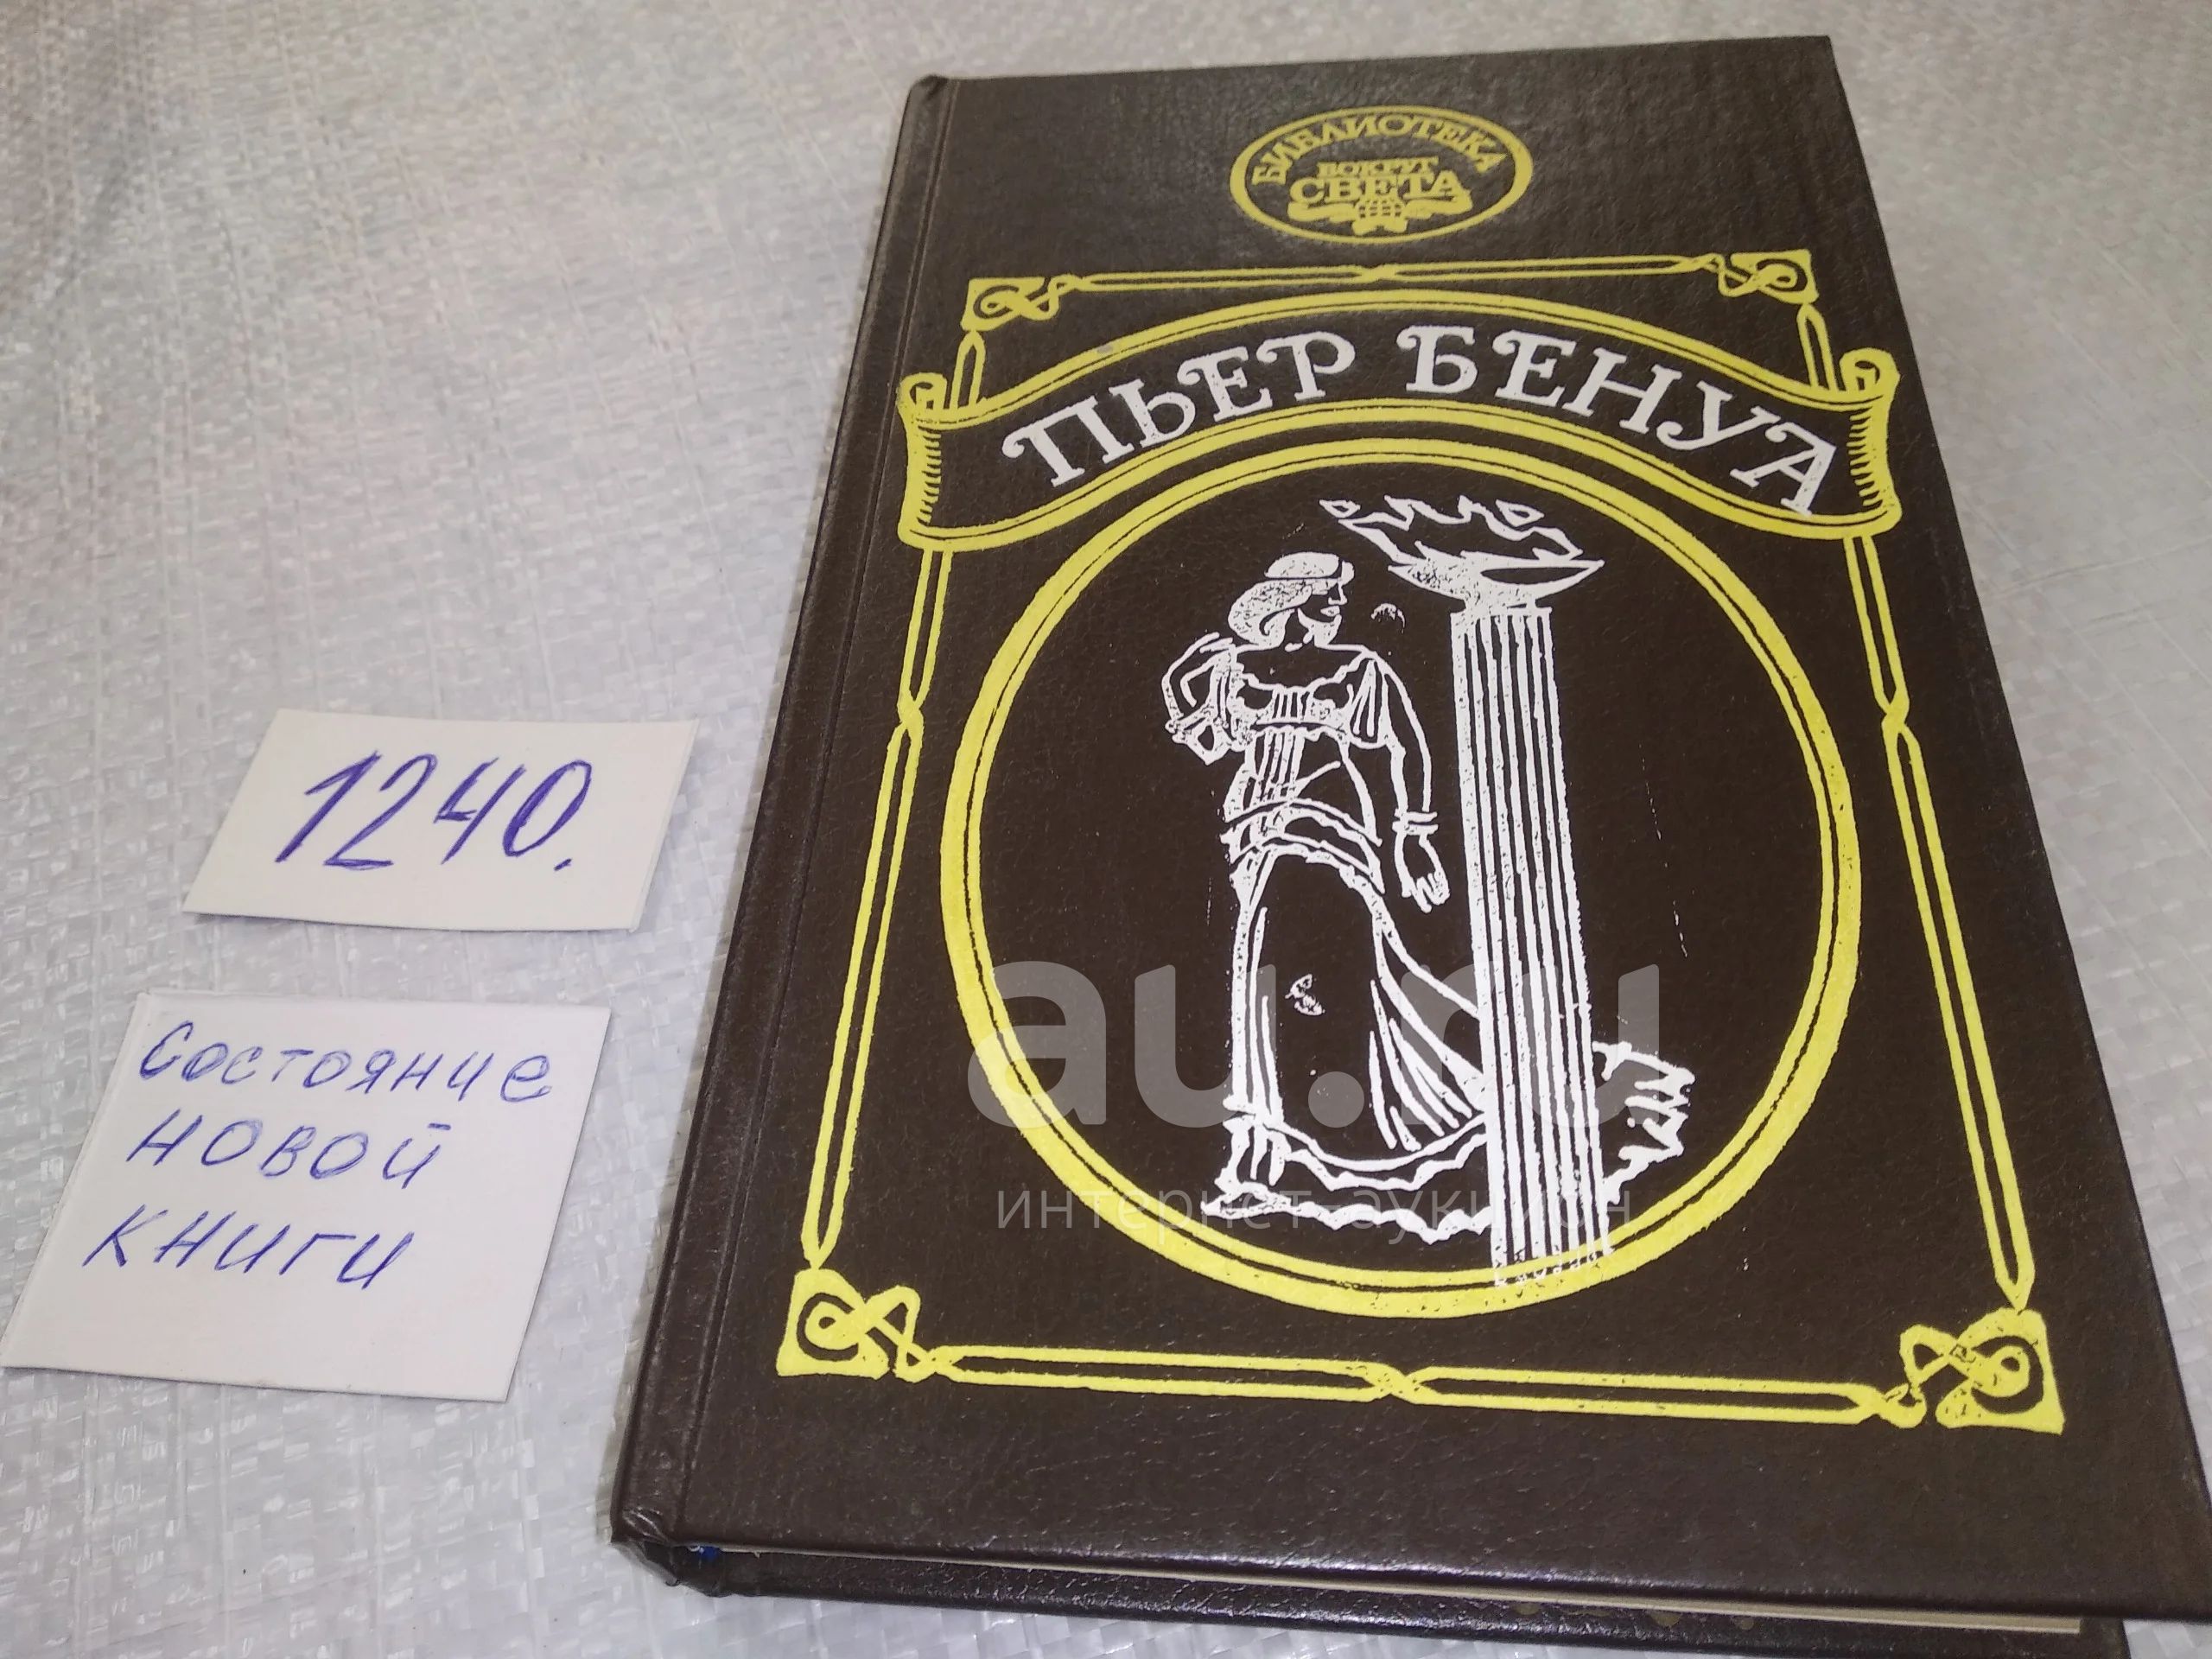 БИБЛИОТЕКА
ВОКРУГ
СВЕТА
ПЬЕР БЕНУА
1240.
Состояние
новой
книги
au.ru
интернет-аукцион